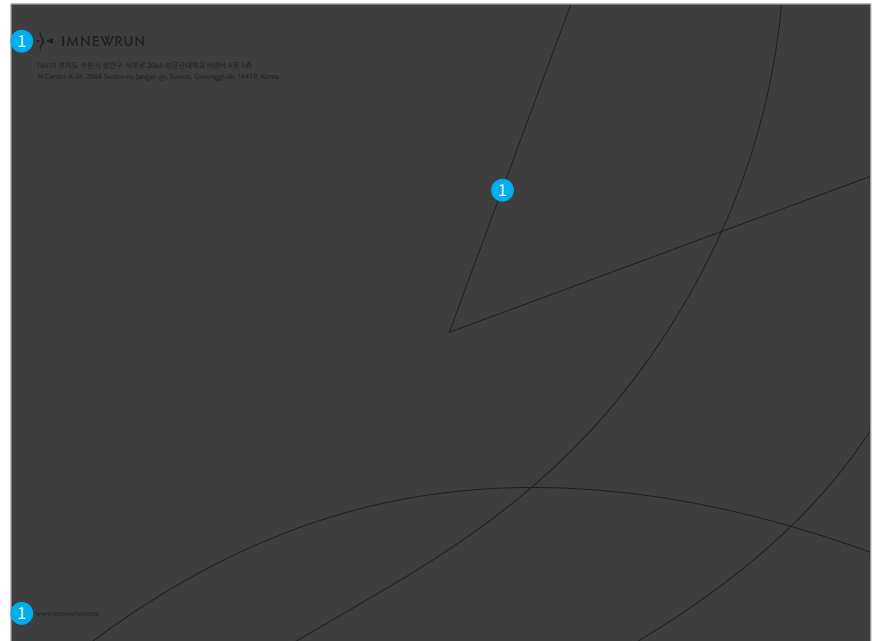 1 IMNEWRUN
16419 경기도 수원시 장안구 서부로 2066 성균관대학교 N센터 A동 5층
N Center A-5F, 2066 Seobu-ro, Jangan-gu, Suwon, Gyeonggi-do 16419, Korea
1
1 www.imnewrun.com